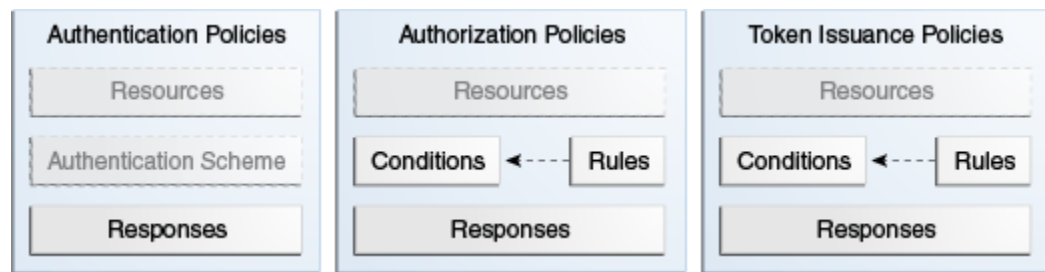 Authentication Policies
Resources
Authentication Scheme
Responses
Authorization Policies
Resources
Conditions
Rules
Responses
Token Issuance Policies
Resources
Conditions
Rules
Responses